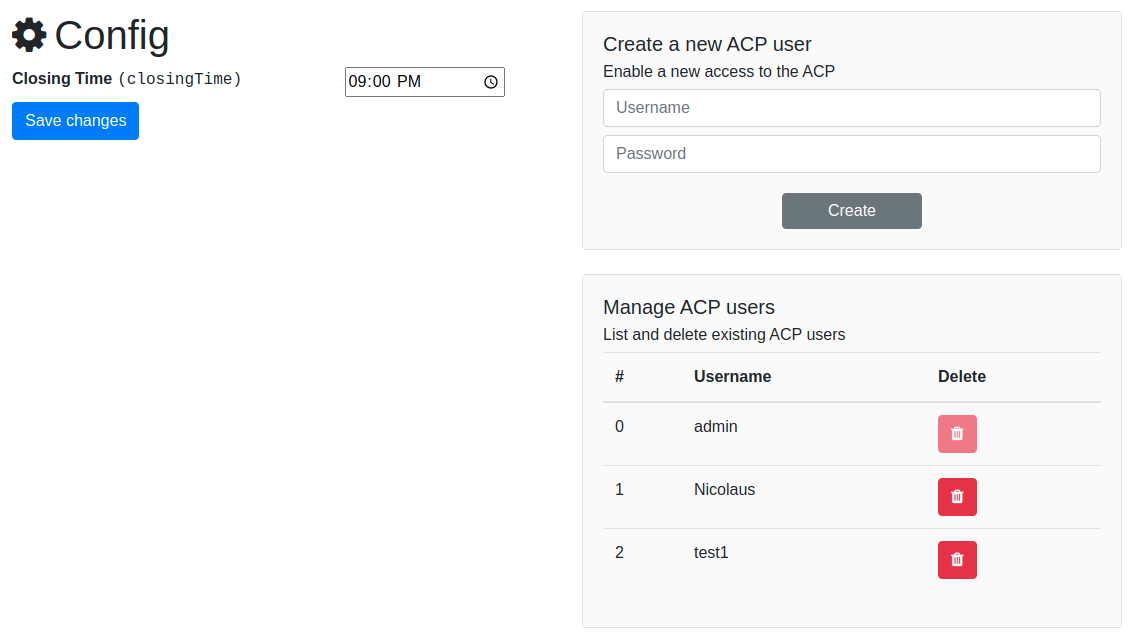 Config
Closing Time (closingTime)
09:00 PM
Save changes
Create a new ACP user
Enable a new access to the ACP
Username
Password
Create
Manage ACP users
List and delete existing ACP users
# Username Delete
0 admin
1 Nicolaus
2 test1